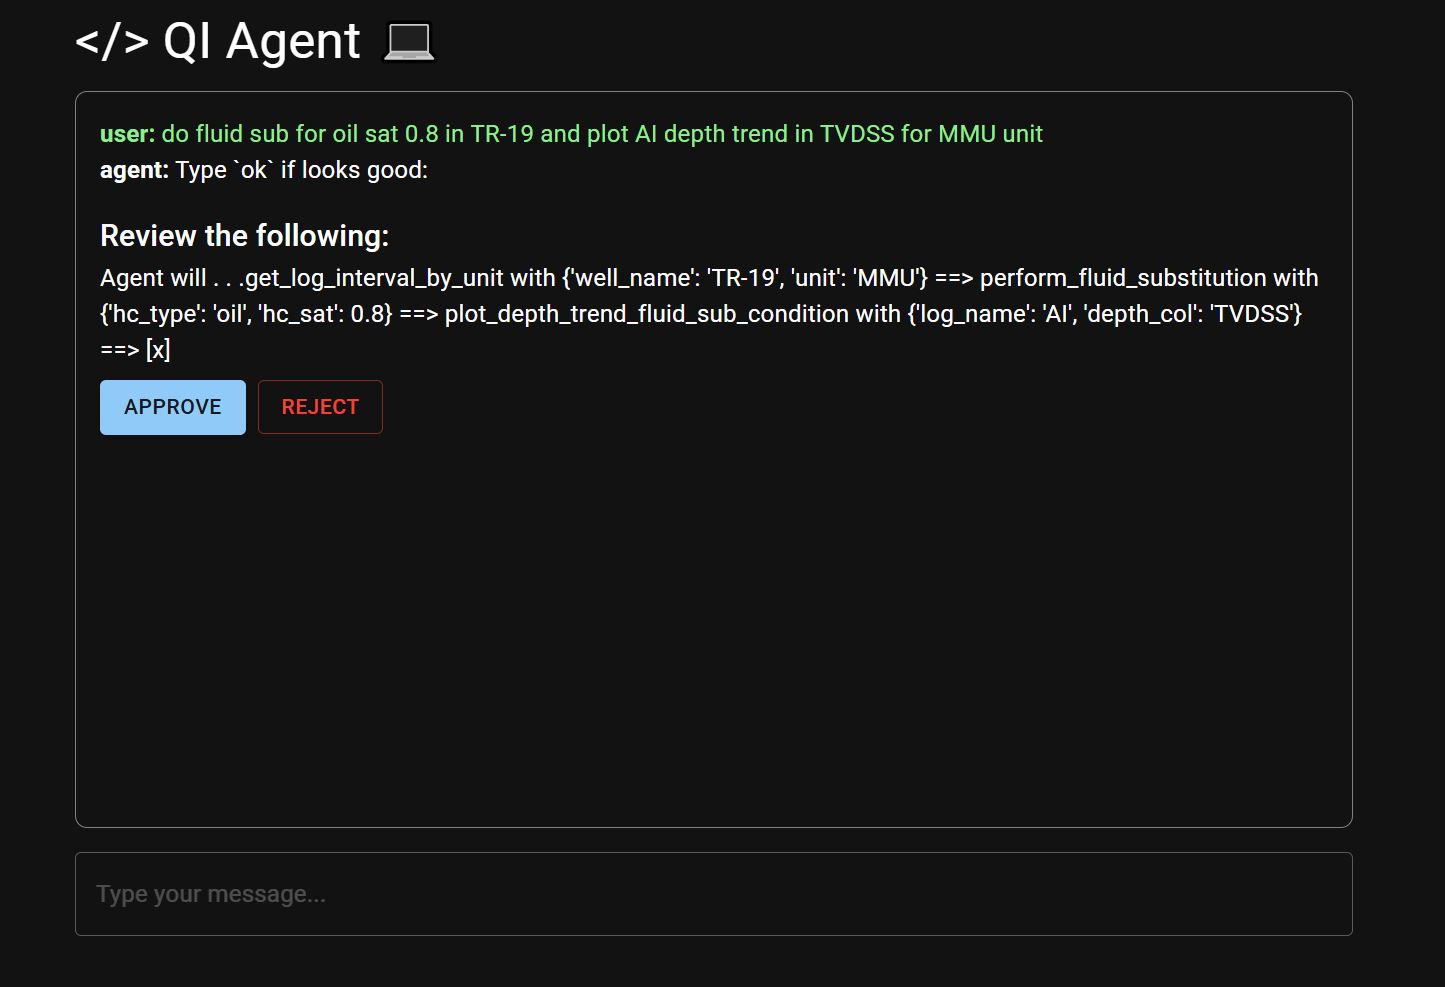 </> QI Agent
user: do fluid sub for oil sat 0.8 in TR-19 and plot AI depth trend in TVDSS for MMU unit
agent: Type `ok` if looks good:
Review the following:
Agent will . . .get_log_interval_by_unit with {'well_name': 'TR-19', 'unit': 'MMU'} ==> perform_fluid_substitution with
{'hc_type': 'oil', 'hc_sat': 0.8} ==> plot_depth_trend_fluid_sub_condition with {'log_name': 'AI', 'depth_col': 'TVDSS'}
==> [x]
APPROVE REJECT
Type your message...